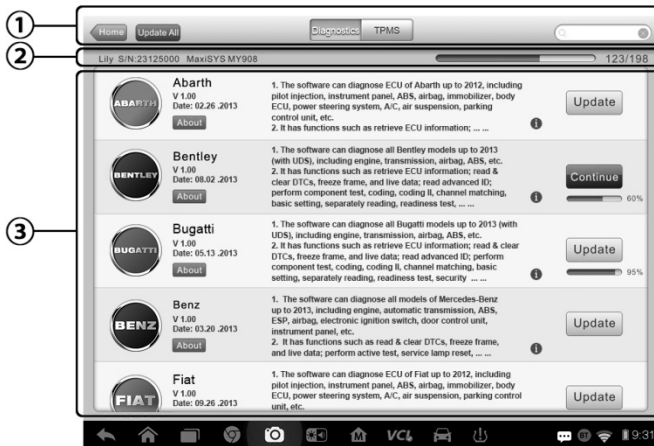 1
Home
Update All
Diagnostics
TPMS
2
Lily S/N:23125000 MaxiSYS MY908
123/198
3
ABARTH
Abarth
V 1.00
Date: 02.26 .2013
About
1. The software can diagnose ECU of Abarth up to 2012, including
pilot injection, instrument panel, ABS, airbag, immobilizer, body
ECU, power steering system, A/C, air suspension, parking
control unit, etc.
2. It has functions such as retrieve ECU information; ... ...
Update
BENTLEY
Bentley
V 1.00
Date: 08.02 .2013
About
1. The software can diagnose all Bentley models up to 2013
(with UDS), including engine, transmission, airbag, ABS, etc.
2. It has functions such as retrieve ECU information; read &
clear DTCs, freeze frame, and live data; read advanced ID;
perform component test, coding, coding II, channel matching,
basic setting, separately reading, readiness test, ... ...
Continue
60%
BUGATTI
Bugatti
V 1.00
Date: 05.13 .2013
About
1. The software can diagnose all Bugatti models up to 2013 (with
UDS), including engine, transmission, airbag, ABS, etc.
2. It has functions such as retrieve ECU information; read & clear
DTCs, freeze frame, and live data; read advanced ID; perform
component test, coding, coding II, channel matching, basic
setting, separately reading, readiness test, security ... ...
Update
95%
BENZ
Benz
V 1.00
Date: 03.20 .2013
About
1. The software can diagnose all models of Mercedes-Benz
up to 2013, including engine, automatic transmission, ABS,
ESP, airbag, electronic ignition switch, door control unit,
instrument panel, etc.
2. It has functions such as read & clear DTCs, freeze frame,
and live data; perform active test, service lamp reset, ... ...
Update
FIAT
Fiat
V 1.00
Date: 09.26 .2013
1. The software can diagnose ECU of Fiat up to 2012, including
pilot injection, instrument panel, ABS, airbag, immobilizer, body
ECU, power steering system, A/C, air suspension, parking control
unit, etc.
Update
M
VCI
BT
9:31